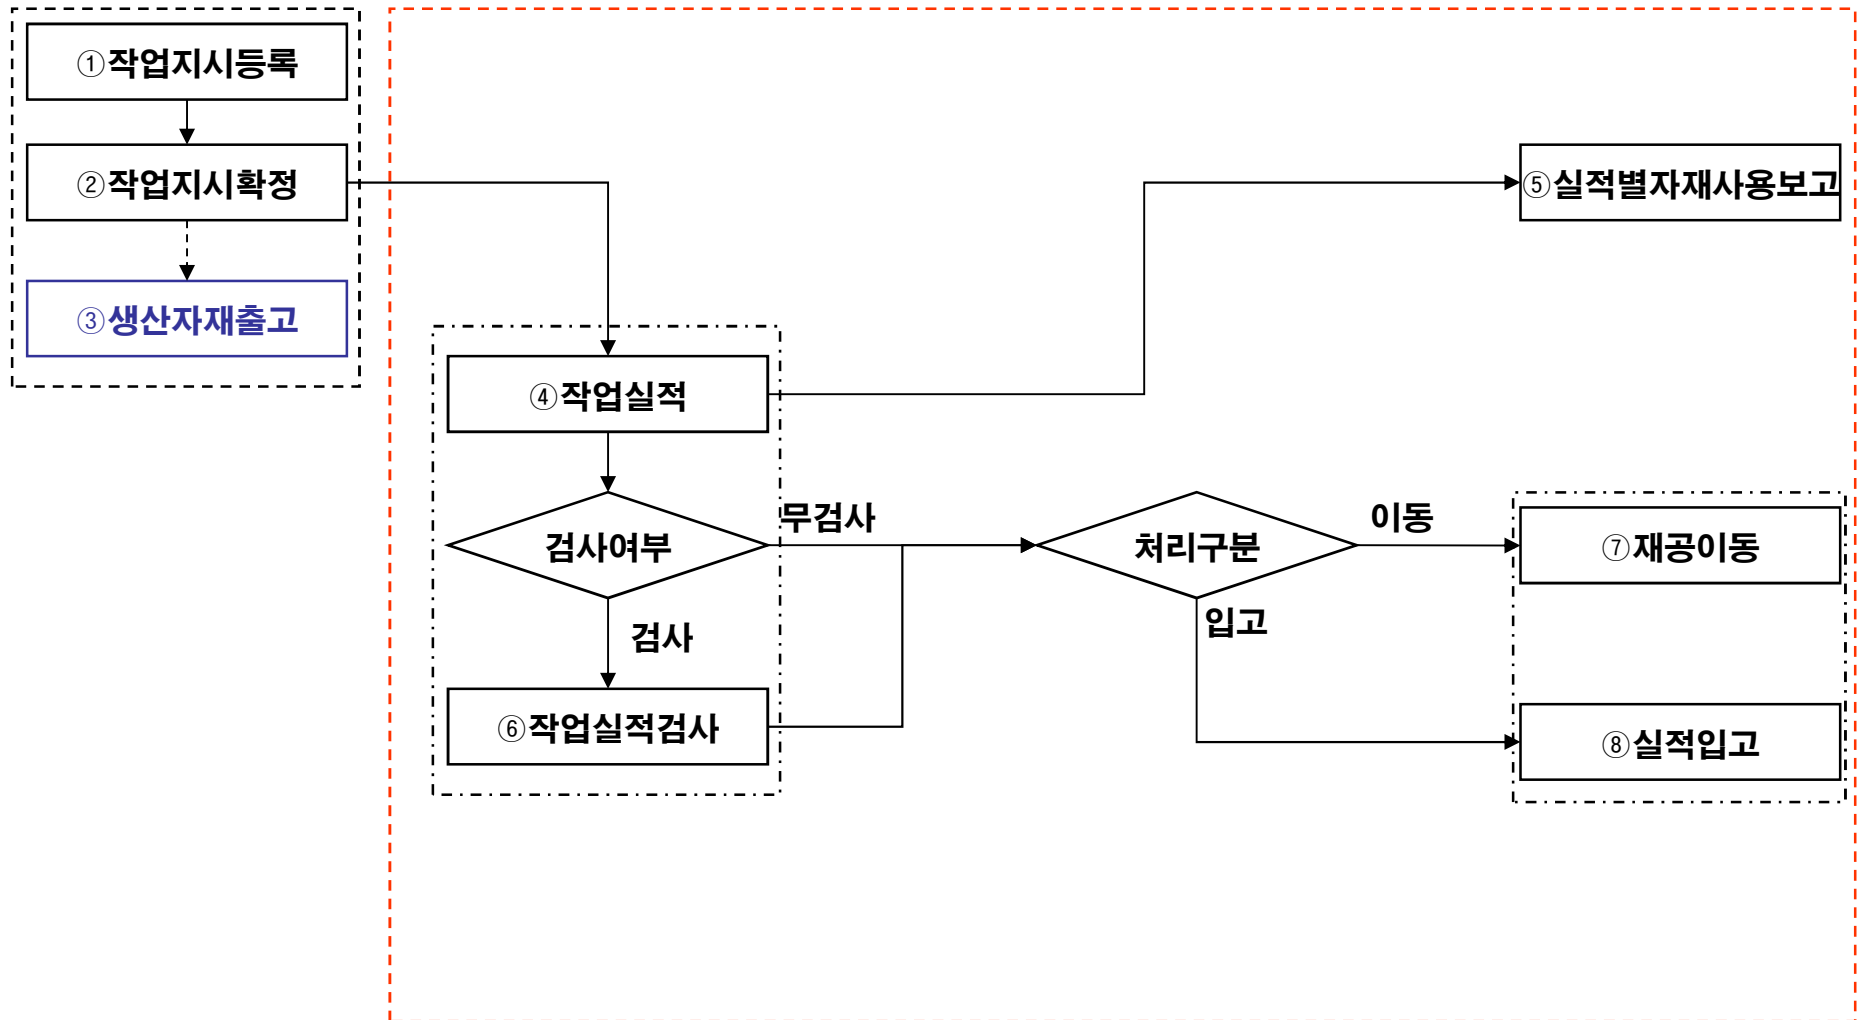 ①작업지시등록
②작업지시확정
⑤실적별자재사용보고
③생산자재출고
④작업실적
무검사
이동
검사여부
처리구분
⑦재공이동
입고
검사
⑥작업실적검사
⑧실적입고